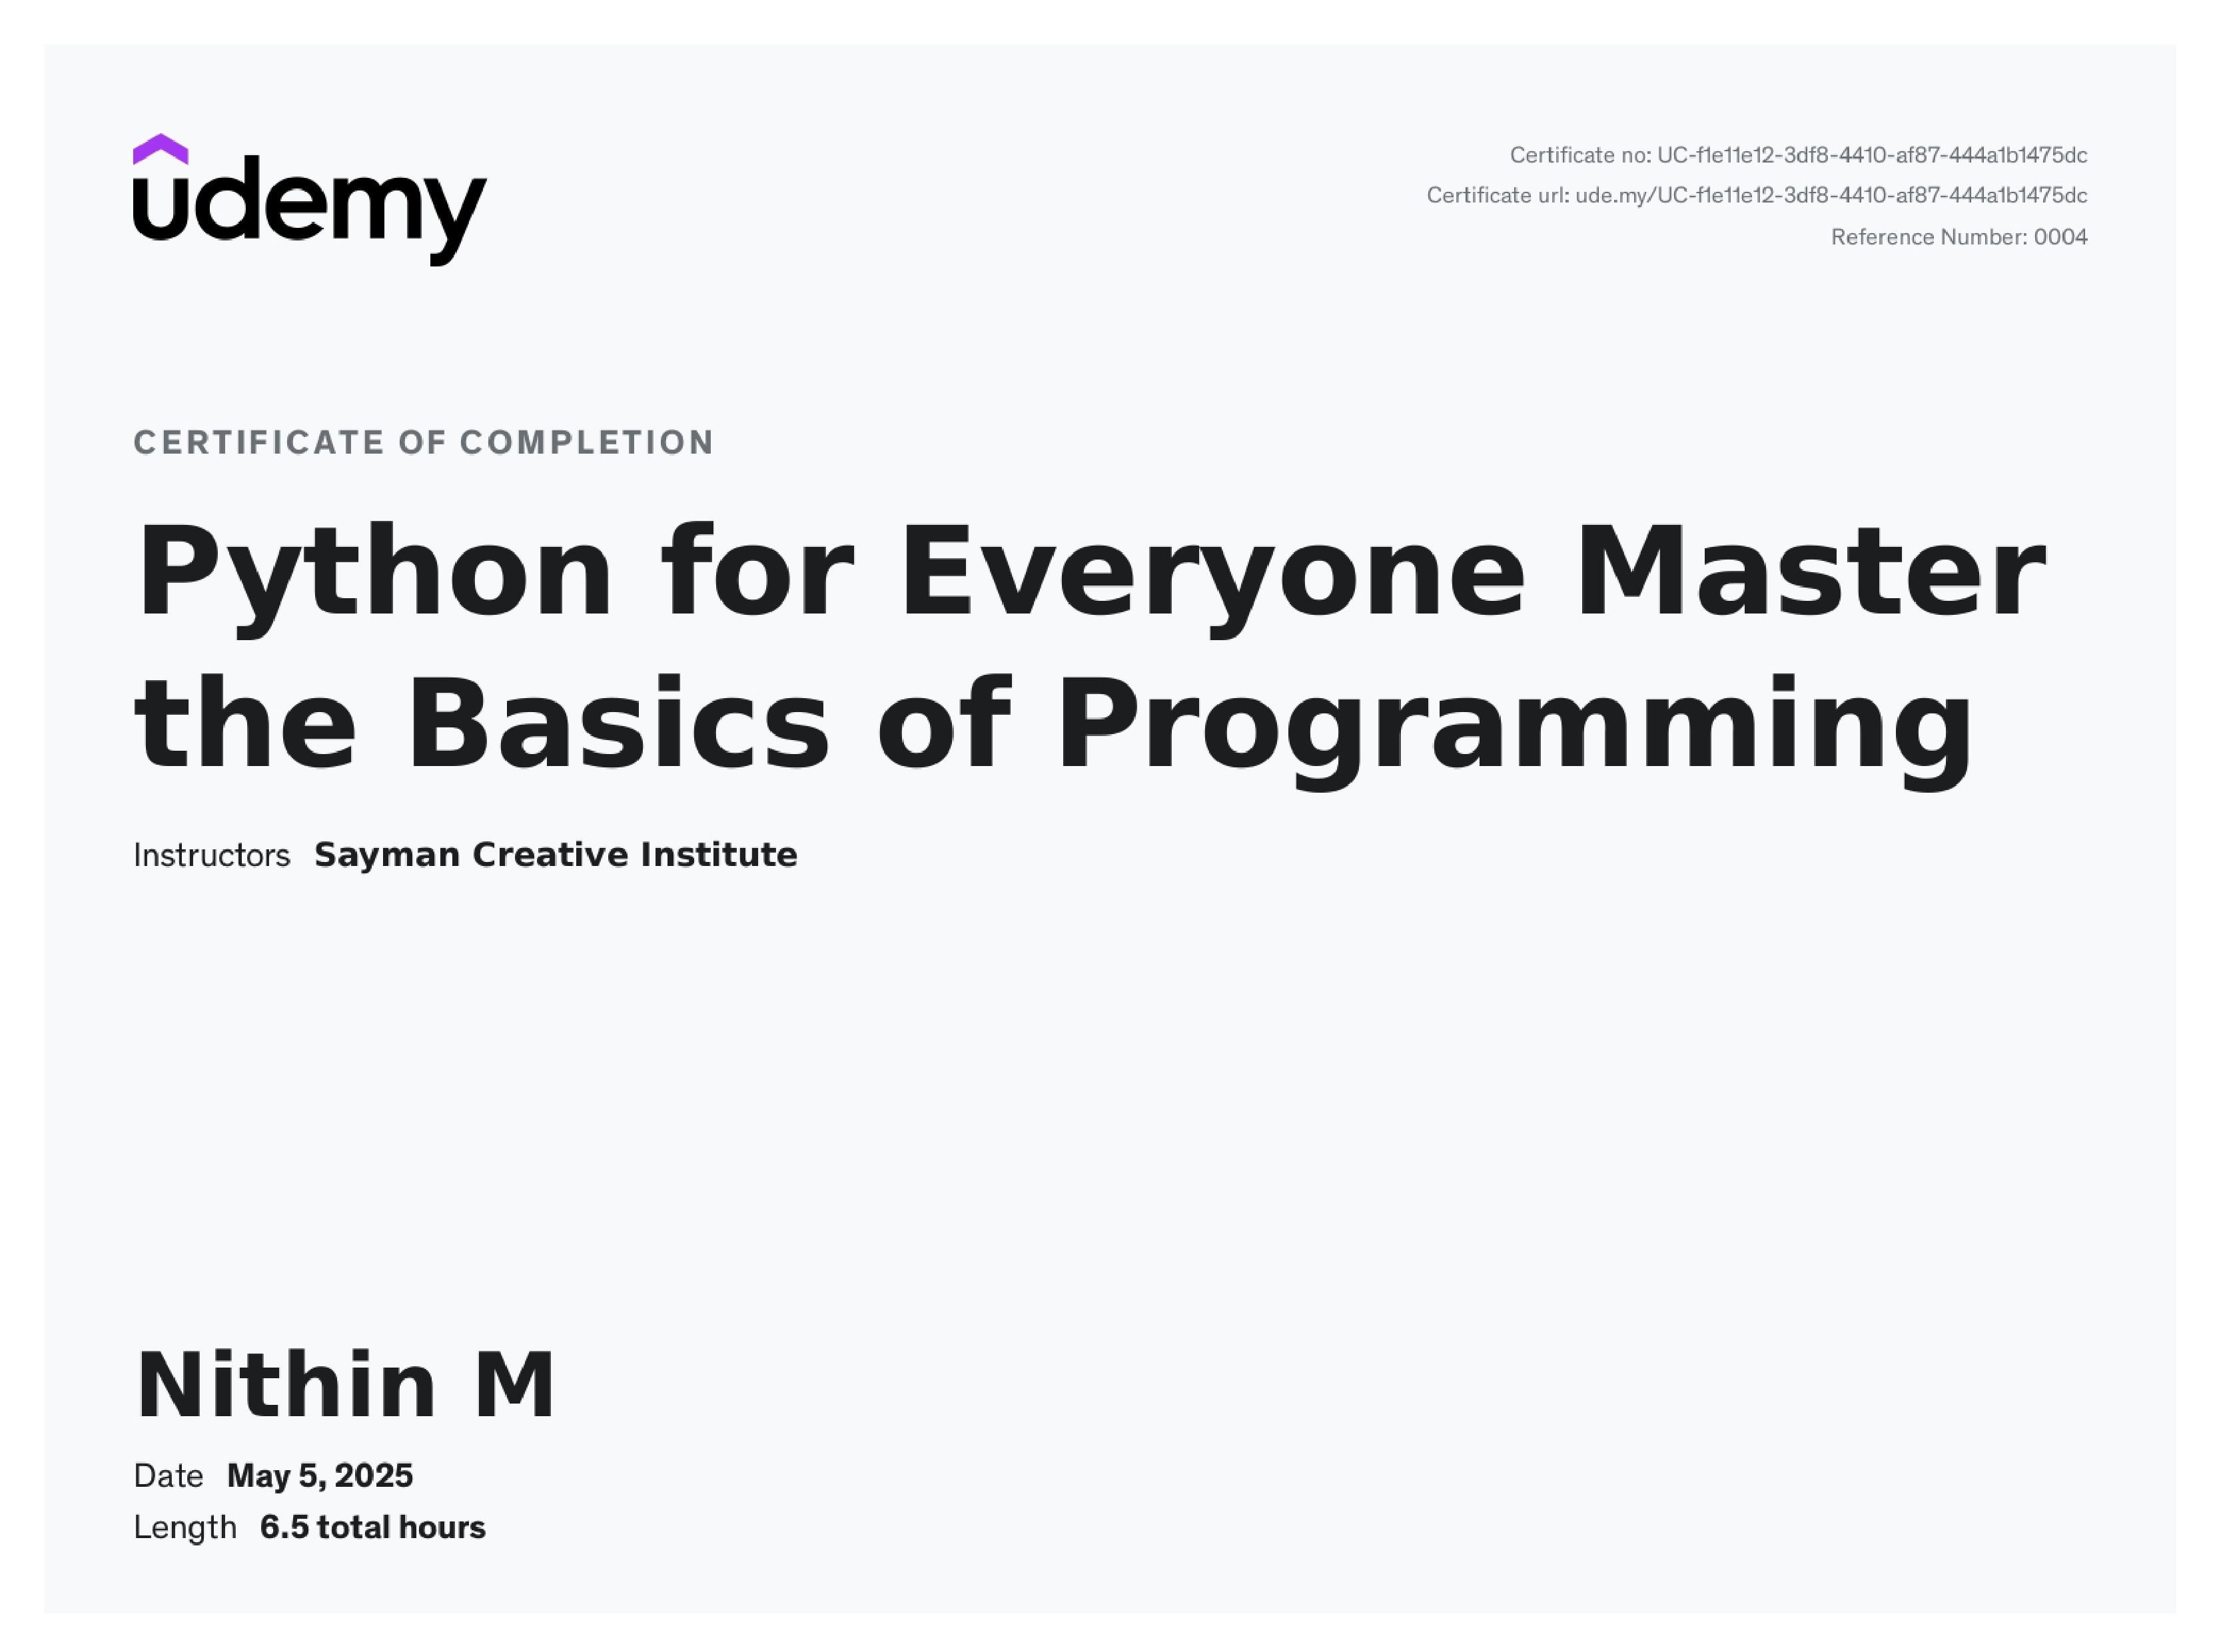 udemy
Certificate no: UC-f1e11e12-3df8-4410-af87-444a1b1475dc
Certificate url: ude.my/UC-f1e11e12-3df8-4410-af87-444a1b1475dc
Reference Number: 0004
CERTIFICATE OF COMPLETION
Python for Everyone Master
the Basics of Programming
Instructors Sayman Creative Institute
Nithin M
Date May 5, 2025
Length 6.5 total hours